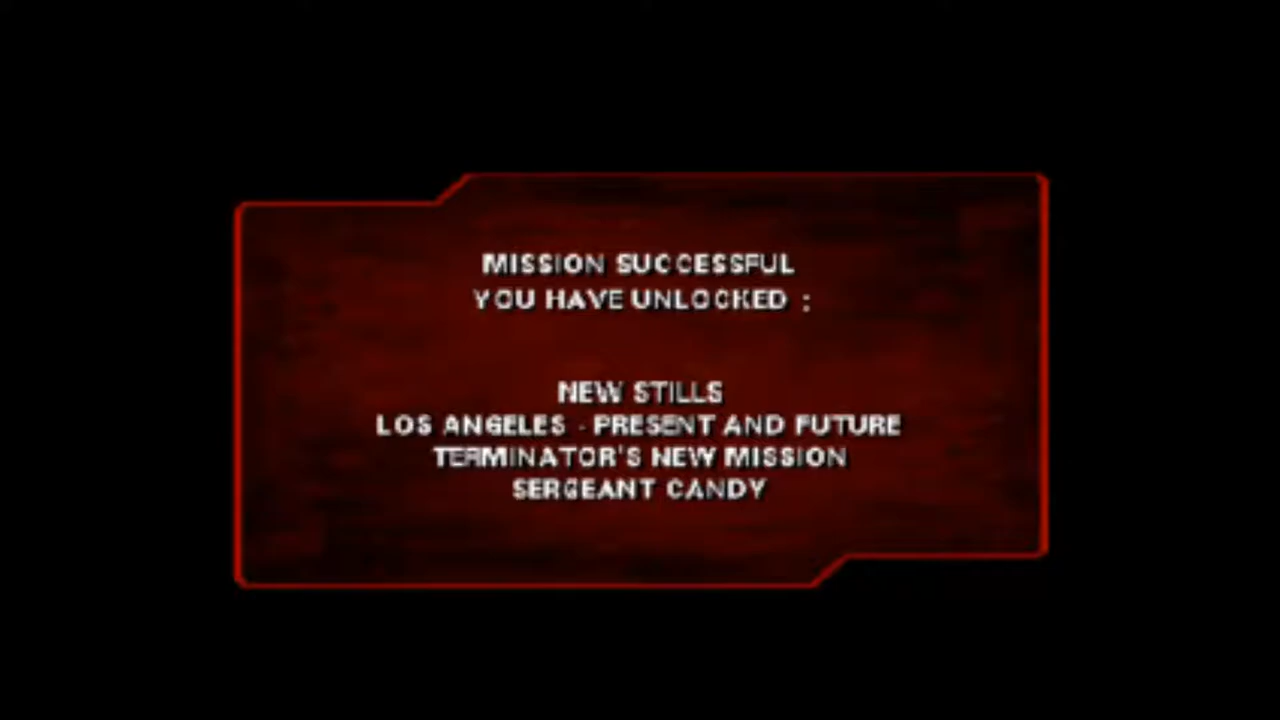 MISSION SUCCESSFUL
YOU HAVE UNLOCKED :
NEW STILLS
LOS ANGELES - PRESENT AND FUTURE
TERMINATOR'S NEW MISSION
SERGEANT CANDY